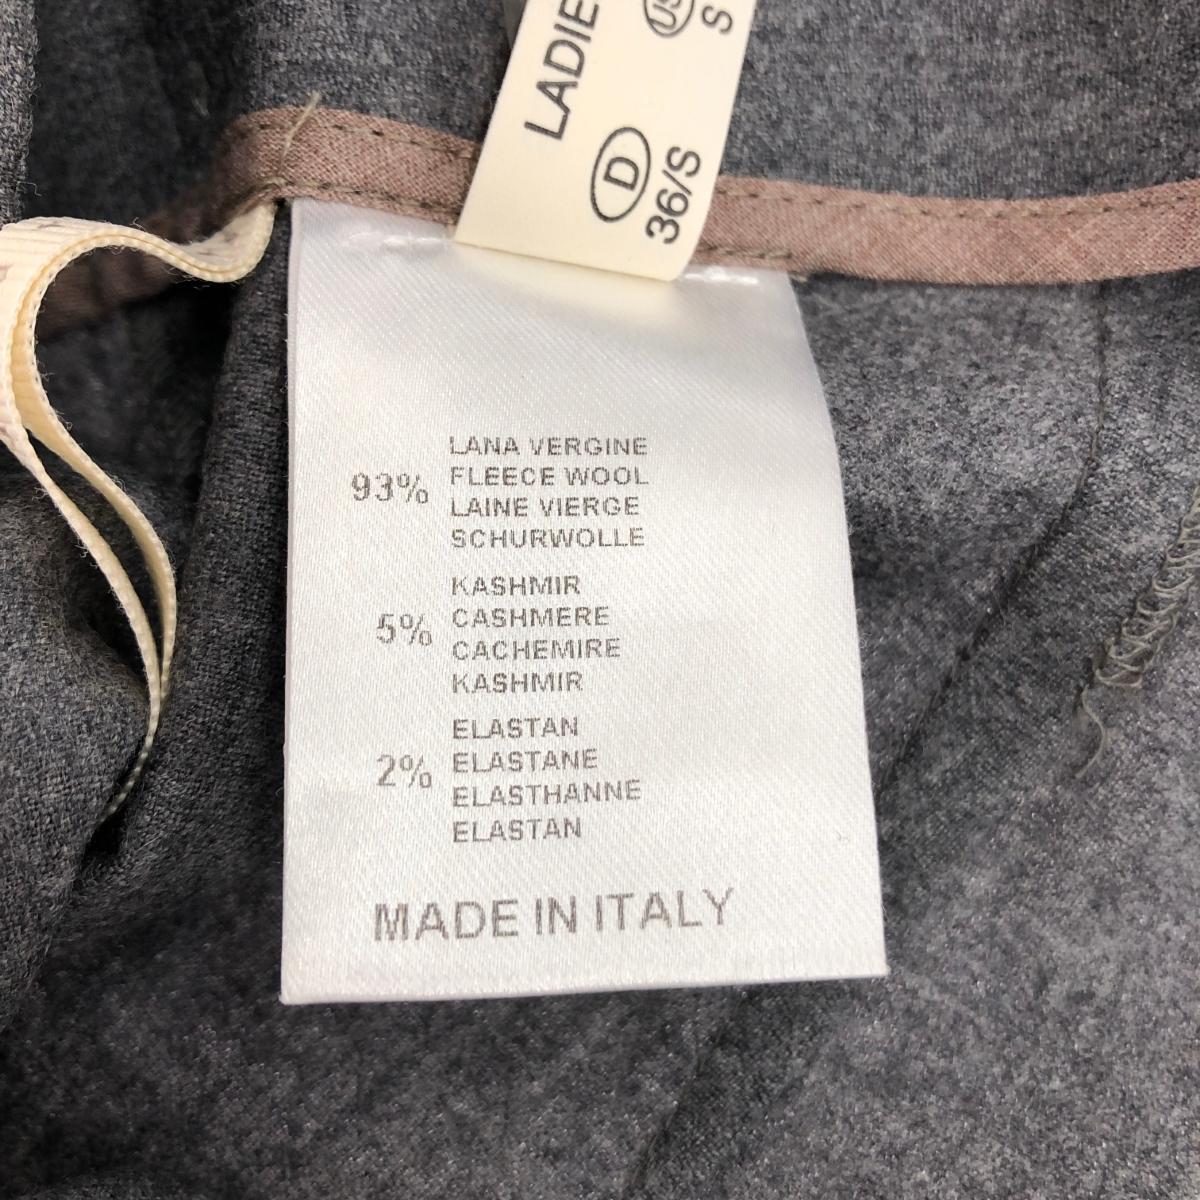 US
S
D
36/S
93%
LANA VERGINE
FLEECE WOOL
LAINE VIERGE
SCHURWOLLE
5%
KASHMIR
CASHMERE
CACHEMIRE
KASHMIR
2%
ELASTAN
ELASTANE
ELASTHANNE
ELASTAN
MADE IN ITALY